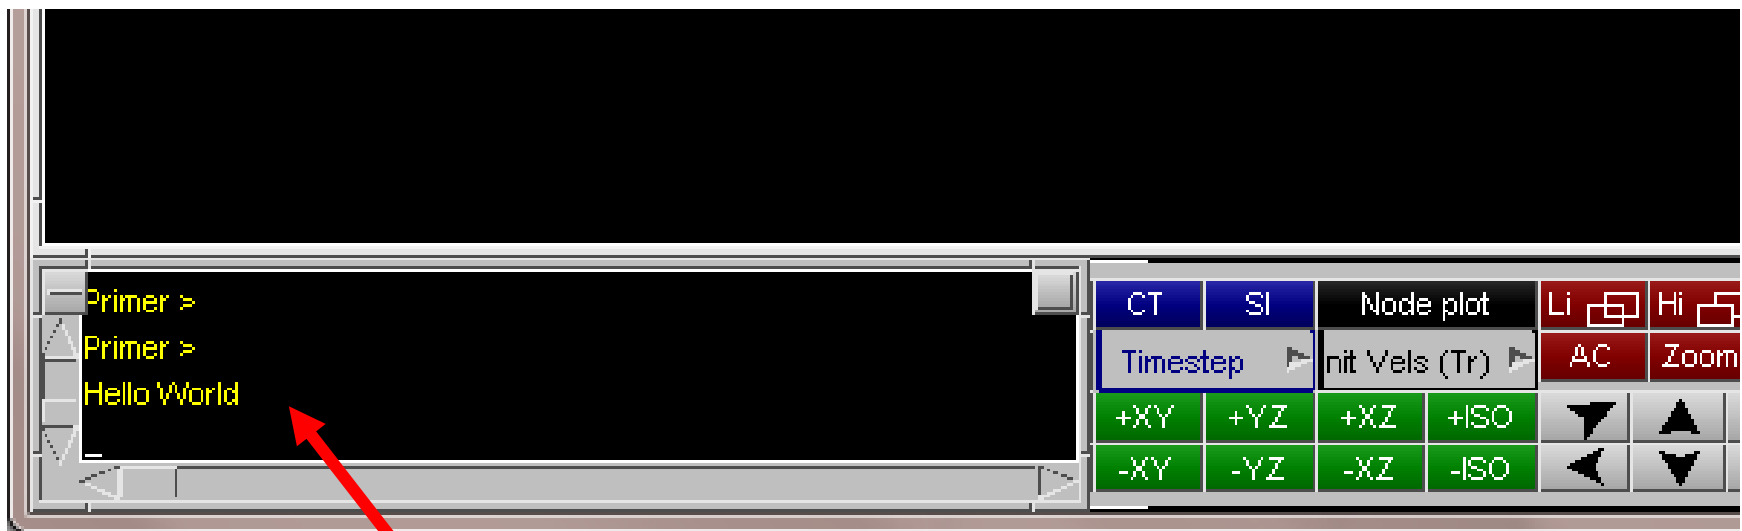 Primer >
Primer >
Hello World
CT SI Node plot Li Hi
Timestep nit Vels (Tr) AC Zoom
+XY +YZ +XZ +ISO
-XY -YZ -XZ -ISO